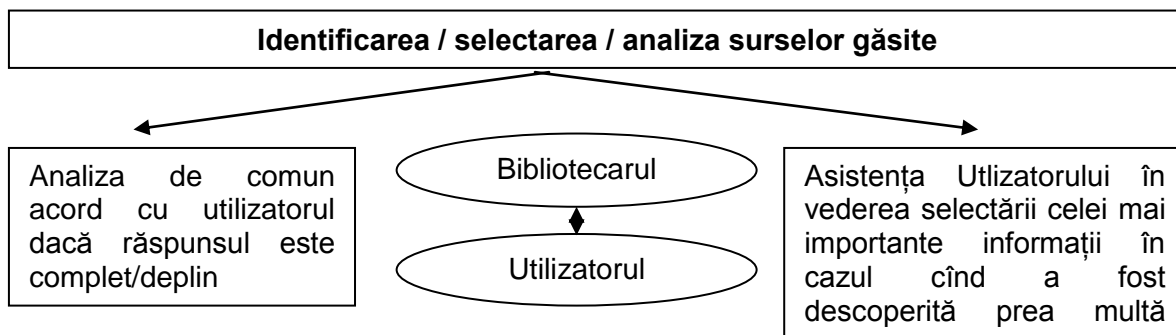 Identificarea / selectarea / analiza surselor găsite
Analiza de comun
acord cu utilizatorul
dacă răspunsul este
complet/deplin
Bibliotecarul
Utilizatorul
Asistența Utlizatorului în
vederea selectării celei mai
importante informații în
cazul cînd a fost
descoperită prea multă